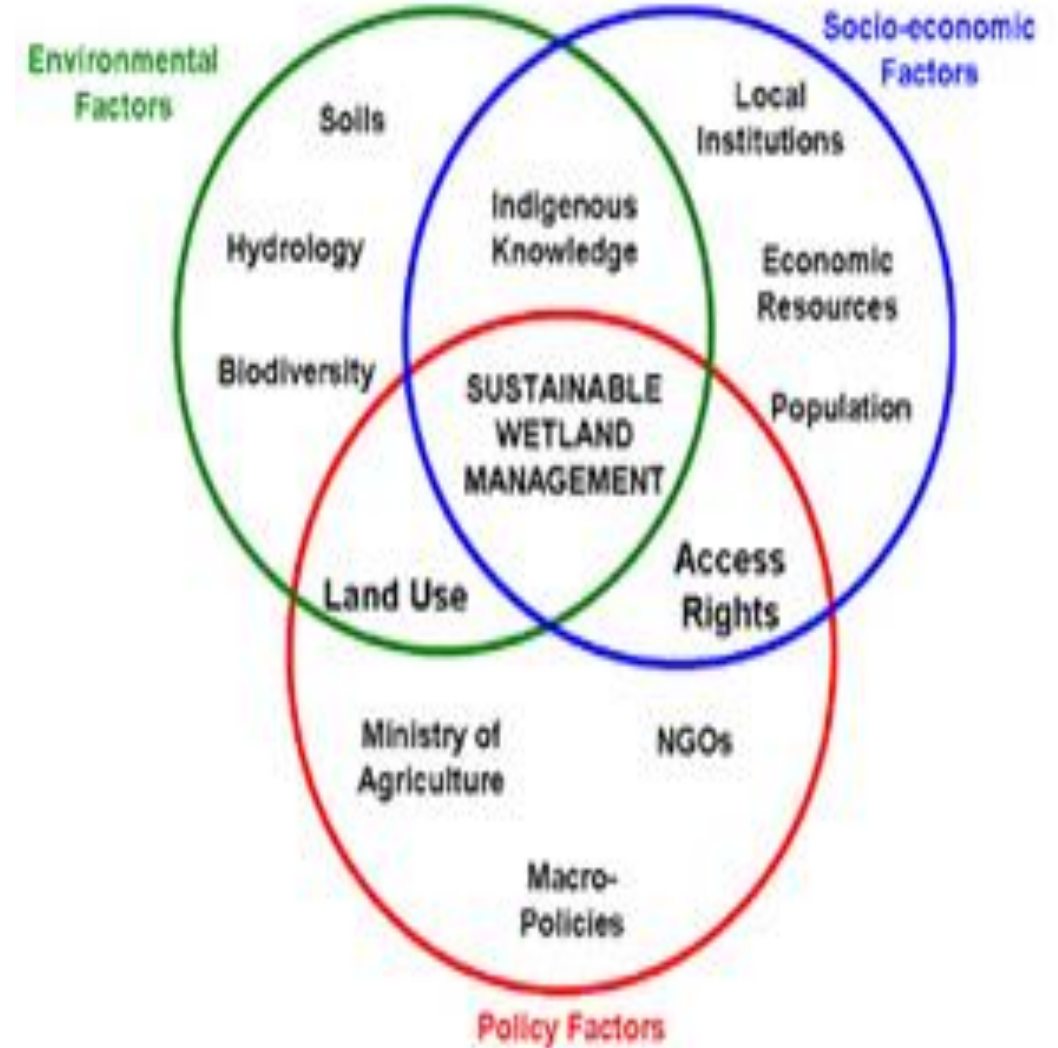 Environmental
Factors
Socio-economic
Factors
Soils
Local
Institutions
Indigenous
Knowledge
Hydrology
Economic
Resources
Biodiversity
SUSTAINABLE
WETLAND
MANAGEMENT
Population
Land Use
Access
Rights
Ministry of
Agriculture
NGOs
Macro-
Policies
Policy Factors